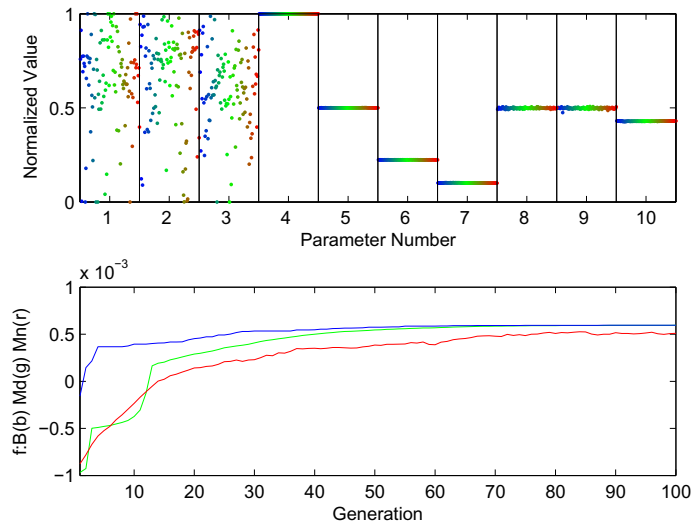 Normalized Value
1
0.5
0
1 2 3 4 5 6 7 8 9 10
Parameter Number
x 10⁻³
f:B(b) Md(g) Mn(r)
1
0.5
0
−0.5
−1
10 20 30 40 50 60 70 80 90 100
Generation